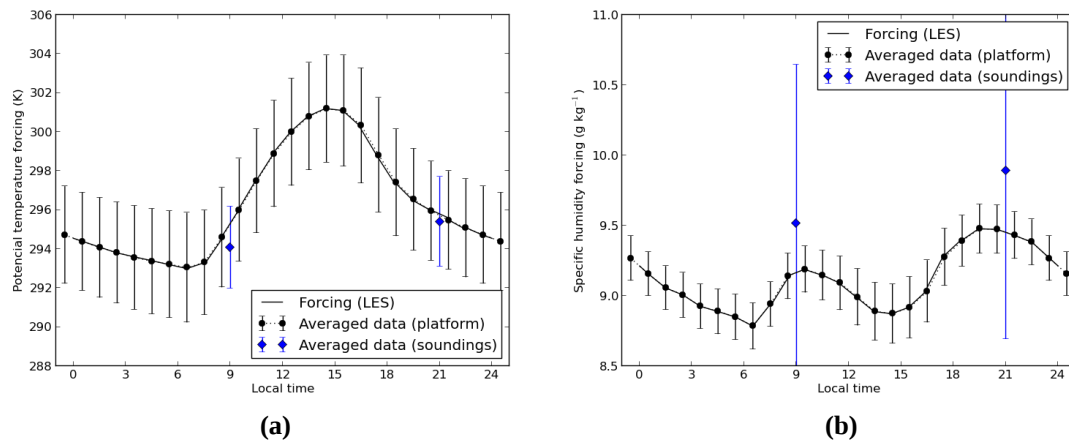 306
304
302
300
298
296
294
292
290
288
Potencial temperature forcing (K)
Forcing (LES)
Averaged data (platform)
Averaged data (soundings)
0 3 6 9 12 15 18 21 24
Local time
(a)
11.0
10.5
10.0
9.5
9.0
8.5
Specific humidity forcing (g kg⁻¹)
Forcing (LES)
Averaged data (platform)
Averaged data (soundings)
0 3 6 9 12 15 18 21 24
Local time
(b)